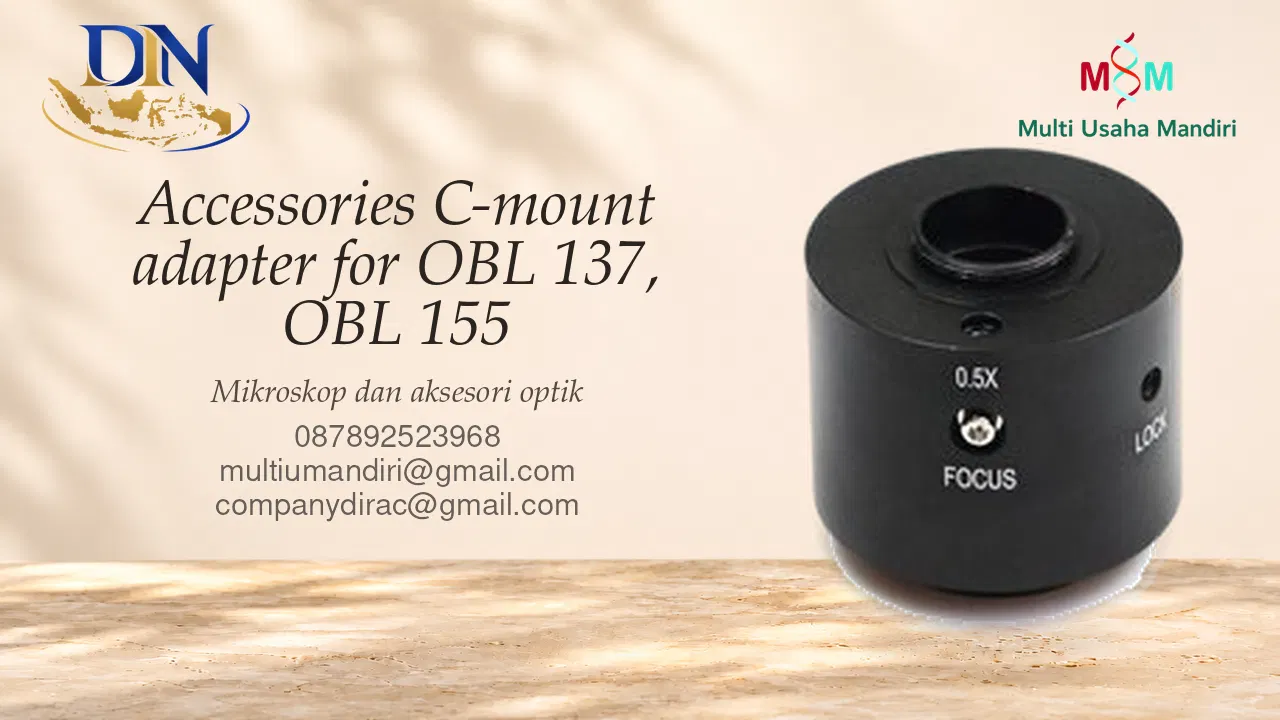 DIN
MSM
Multi Usaha Mandiri
Accessories C-mount
adapter for OBL 137,
OBL 155
Mikroskop dan aksesori optik
087892523968
multiumandiri@gmail.com
companydirac@gmail.com
0.5X
FOCUS
LOCK